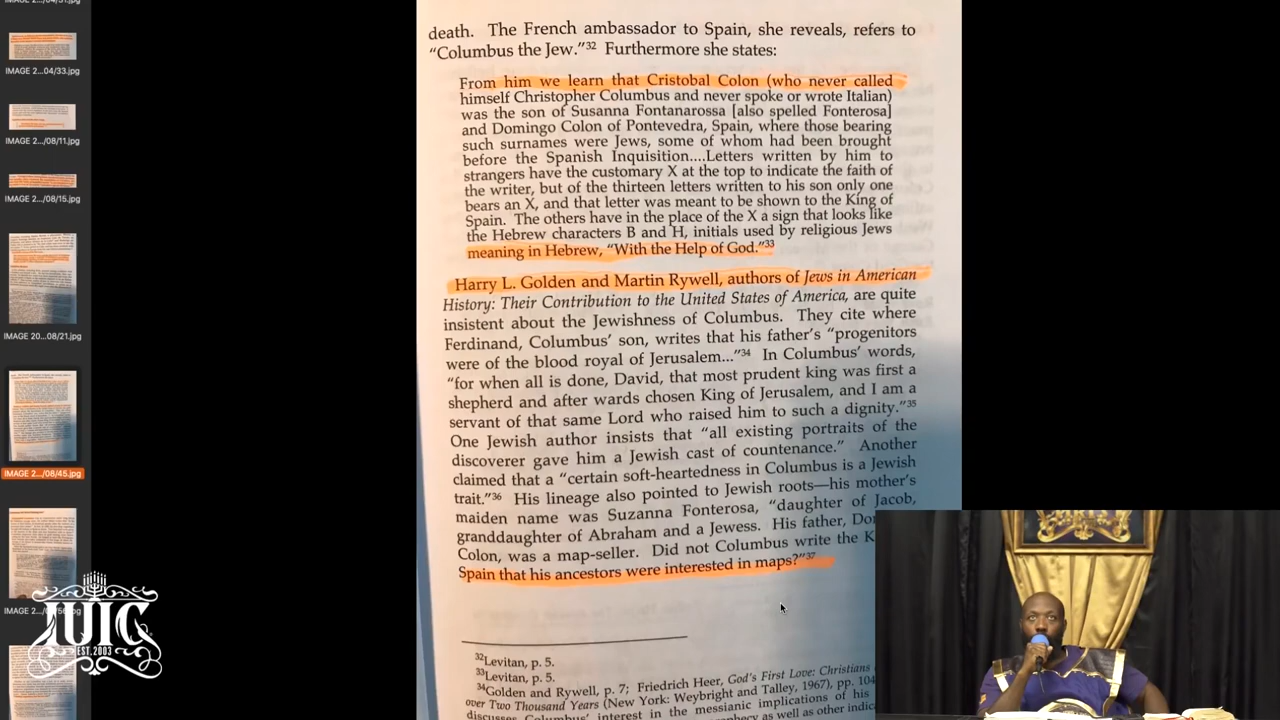 IMAGE 2...04/33.jpg
IMAGE 2.../08/11.jpg
IMAGE 2.../08/15.jpg
IMAGE 20...08/21.jpg
IMAGE 2.../08/45.jpg
IUIC
EST.2003
death. The French ambassador to Spain, she reveals, refers to
“Columbus the Jew.”32 Furthermore she states:
From him we learn that Cristobal Colon (who never called
himself Christopher Columbus and never spoke or wrote Italian)
was the son of Susanna Fontanarossa [also spelled Fonterosa]
and Domingo Colon of Pontevedra, Spain, where those bearing
such surnames were Jews, some of whom had been brought
before the Spanish Inquisition....Letters written by him to
strangers have the customary X at the top to indicate the faith of
the writer, but of the thirteen letters written to his son only one
bears an X, and that letter was meant to be shown to the King of
Spain. The others have in the place of the X a sign that looks like
the Hebrew characters B and H, initials used by religious Jews
meaning in Hebrew, “With the Help of God.”33
Harry L. Golden and Martin Rywell, authors of Jews in American
History: Their Contribution to the United States of America, are quite
insistent about the Jewishness of Columbus. They cite where
Ferdinand, Columbus’ son, writes that his father’s “progenitors
were of the blood royal of Jerusalem...”34 In Columbus’ words,
“for when all is done, David, that most prudent king was first a
shepherd and after wards chosen King of Jerusalem, and I am a
servant of that same Lord who raised him to such a dignity.”35
One Jewish author insists that “all existing portraits of the
discoverer gave him a Jewish cast of countenance.” Another
claimed that a “certain soft-heartedness in Columbus is a Jewish
trait.”36 His lineage also pointed to Jewish roots—his mother’s
maiden name was Suzanna Fonterosa, “daughter of Jacob,
granddaughter of Abraham and a Jewess. His father,
Colon, was a map-seller. Did not Columbus write the
Spain that his ancestors were interested in maps?”37
32Levitan, p. 5.
33Levitan, p. 5.
34Golden and Rywell, p. 7; Friedrich Heer, God's First Love: Christians
over Two Thousand Years (New York: Weybright and Talley, 1967), pp. 104
discusses Columbus' interest in the messianic implications of his
as well as other